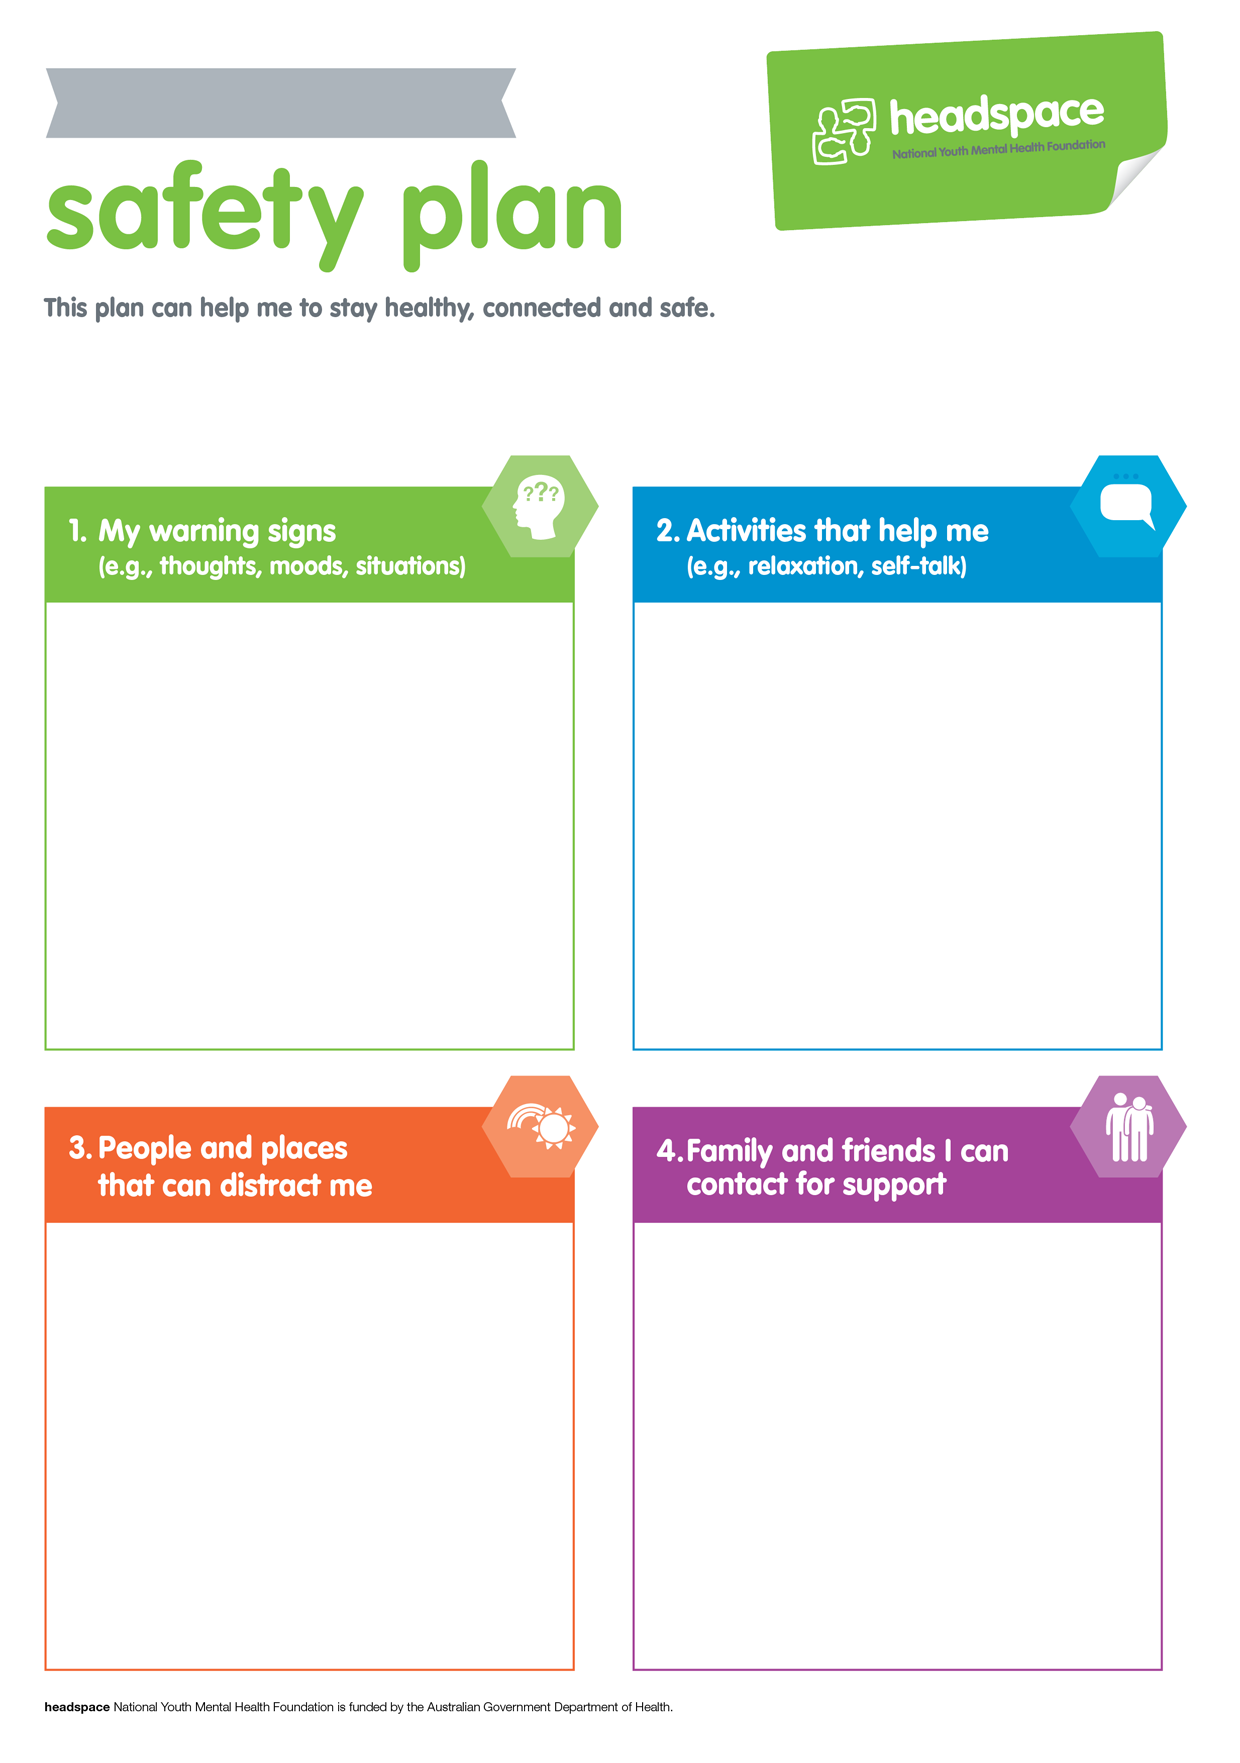 headspace
National Youth Mental Health Foundation
safety plan
This plan can help me to stay healthy, connected and safe.
???
1. My warning signs
(e.g., thoughts, moods, situations)
2. Activities that help me
(e.g., relaxation, self-talk)
3. People and places
that can distract me
4. Family and friends I can
contact for support
headspace National Youth Mental Health Foundation is funded by the Australian Government Department of Health.